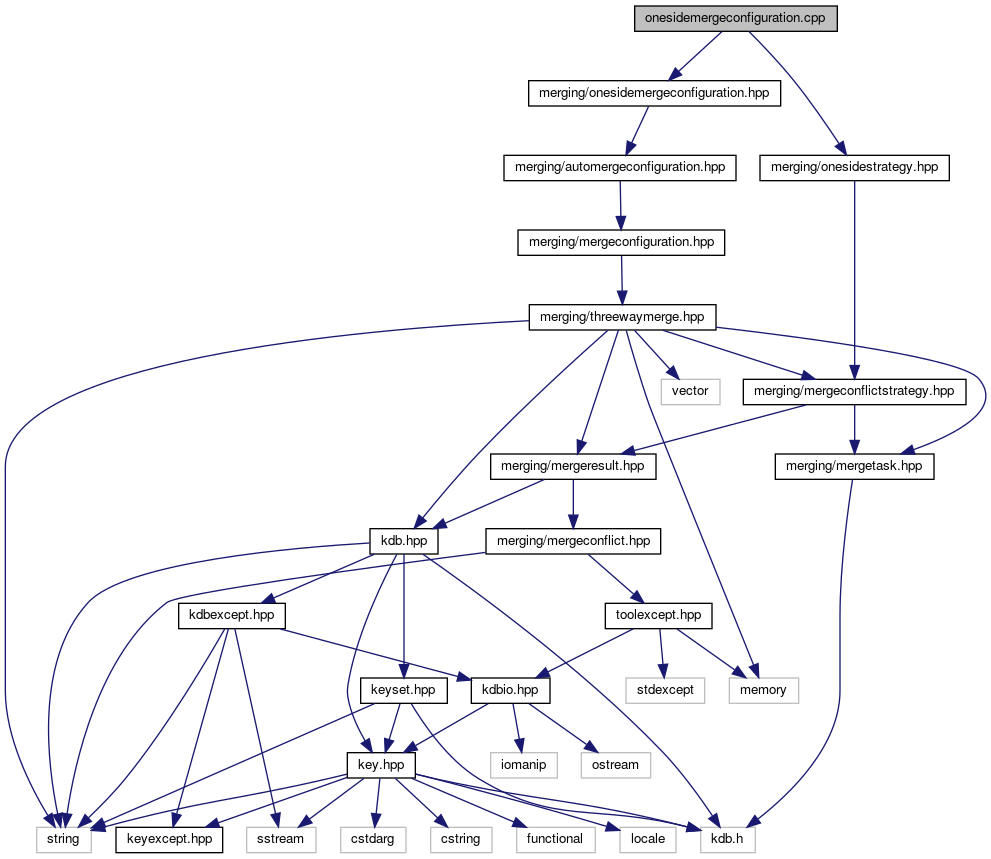 onesidemergeconfiguration.cpp
merging/onesidemergeconfiguration.hpp
merging/automergeconfiguration.hpp
merging/onesidestrategy.hpp
merging/mergeconfiguration.hpp
merging/threewaymerge.hpp
vector
merging/mergeconflictstrategy.hpp
merging/mergeresult.hpp
merging/mergetask.hpp
kdb.hpp
merging/mergeconflict.hpp
kdbexcept.hpp
toolexcept.hpp
keyset.hpp
kdbio.hpp
stdexcept
memory
key.hpp
iomanip
ostream
string
keyexcept.hpp
sstream
cstdarg
cstring
functional
locale
kdb.h